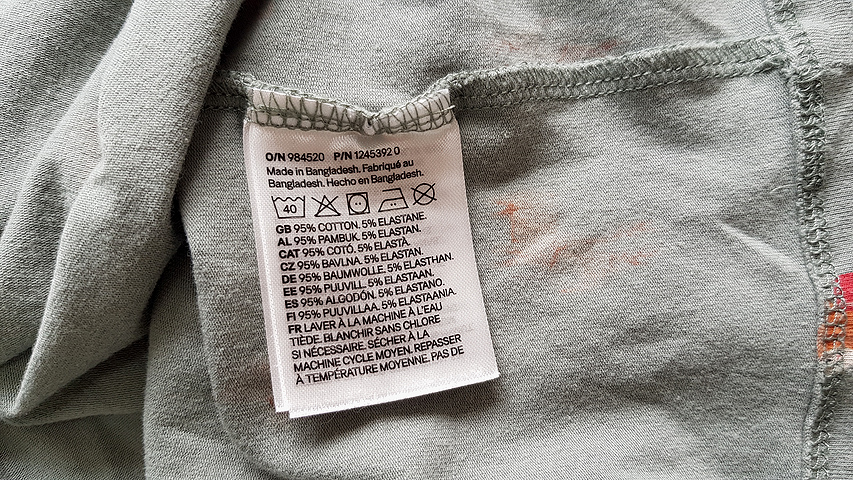 O/N 984520 P/N 1245392 0
Made in Bangladesh. Fabriqué au
Bangladesh. Hecho en Bangladesh.
40
GB 95% COTTON. 5% ELASTANE.
AL 95% PAMBUK. 5% ELASTAN.
CAT 95% COTÓ. 5% ELASTÀ.
CZ 95% BAVLNA. 5% ELASTAN.
DE 95% BAUMWOLLE. 5% ELASTHAN.
EE 95% PUUVILL. 5% ELASTAAN.
ES 95% ALGODÓN. 5% ELASTANO.
FI 95% PUUVILLAA. 5% ELASTAANIA.
FR LAVER À LA MACHINE À L'EAU
TIÈDE. BLANCHIR SANS CHLORE
SI NÉCESSAIRE. SÉCHER À LA
MACHINE CYCLE MOYEN. REPASSER
À TEMPÉRATURE MOYENNE. PAS DE